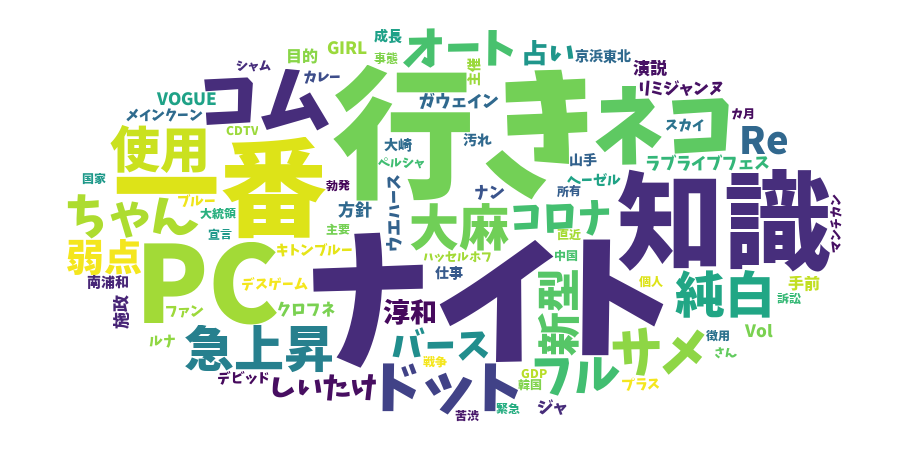 成長
オート
GIRL
目的
事態
主催
占い
京浜東北
演説
シャム
カレー
コム
行き
ネコ
リミジャンヌ
VOGUE
メインクーン
ガウェイン
カ月
スカイ
CDTV
使用
一番
大崎
汚れ
Re
ペルシャ
山手
ラブライブフェス
国家
勃発
ヘーゼル
ナン
所有
知識
ちゃん
ブルー
大統領
方針
ウエハース
大麻
コロナ
マンチカン
宣言
主要
直近
弱点
PC
キトンブルー
ナイト
ハッセルホフ
中国
南浦和
デスゲーム
仕事
新型
個人
純白
手前
訴訟
施政
ファン
クロフネ
淳和
急上昇
ルナ
バース
フル
サメ
徴用
Vol
さん
戦争
デビッド
しいたけ
ドット
GDP
韓国
プラス
苦渋
緊急
ジャ